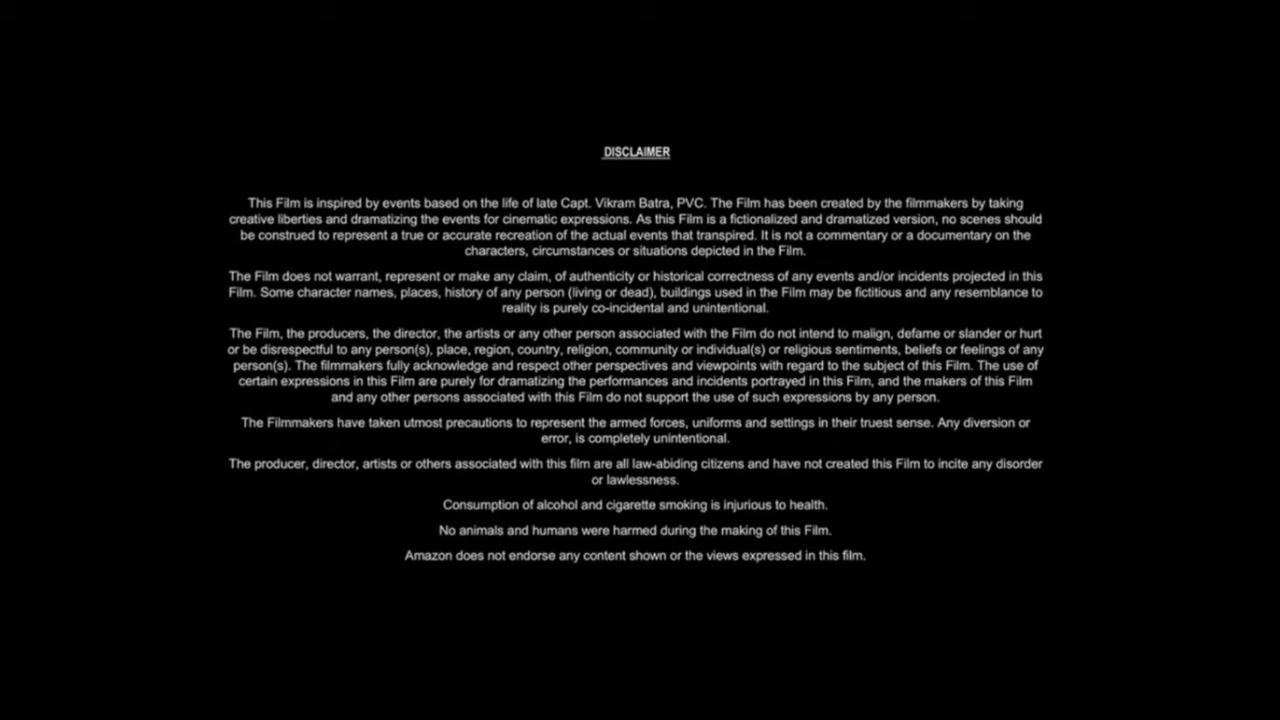 DISCLAIMER
This Film is inspired by events based on the life of late Capt. Vikram Batra, PVC. The Film has been created by the filmmakers by taking
creative liberties and dramatizing the events for cinematic expressions. As this Film is a fictionalized and dramatized version, no scenes should
be construed to represent a true or accurate recreation of the actual events that transpired. It is not a commentary or a documentary on the
characters, circumstances or situations depicted in the Film.
The Film does not warrant, represent or make any claim, of authenticity or historical correctness of any events and/or incidents projected in this
Film. Some character names, places, history of any person (living or dead), buildings used in the Film may be fictitious and any resemblance to
reality is purely co-incidental and unintentional.
The Film, the producers, the director, the artists or any other person associated with the Film do not intend to malign, defame or slander or hurt
or be disrespectful to any person(s), place, region, country, religion, community or individual(s) or religious sentiments, beliefs or feelings of any
person(s). The filmmakers fully acknowledge and respect other perspectives and viewpoints with regard to the subject of this Film. The use of
certain expressions in this Film are purely for dramatizing the performances and incidents portrayed in this Film, and the makers of this Film
and any other persons associated with this Film do not support the use of such expressions by any person.
The Filmmakers have taken utmost precautions to represent the armed forces, uniforms and settings in their truest sense. Any diversion or
error, is completely unintentional.
The producer, director, artists or others associated with this film are all law-abiding citizens and have not created this Film to incite any disorder
or lawlessness.
Consumption of alcohol and cigarette smoking is injurious to health.
No animals and humans were harmed during the making of this Film.
Amazon does not endorse any content shown or the views expressed in this film.